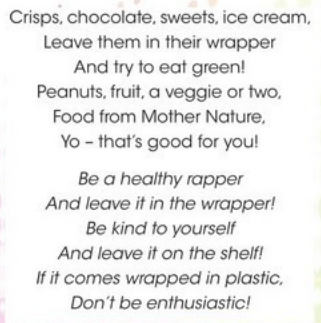 Crisps, chocolate, sweets, ice cream,
Leave them in their wrapper
And try to eat green!
Peanuts, fruit, a veggie or two,
Food from Mother Nature,
Yo – that's good for you!
Be a healthy rapper
And leave it in the wrapper!
Be kind to yourself
And leave it on the shelf!
If it comes wrapped in plastic,
Don't be enthusiastic!